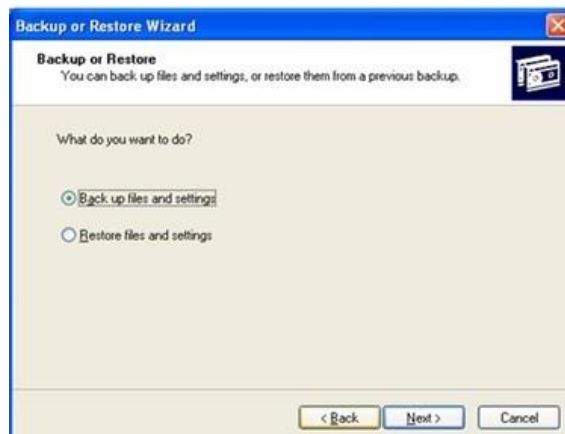 Backup or Restore Wizard
Backup or Restore
You can back up files and settings, or restore them from a previous backup.
What do you want to do?
Back up files and settings
Restore files and settings
< Back
Next >
Cancel